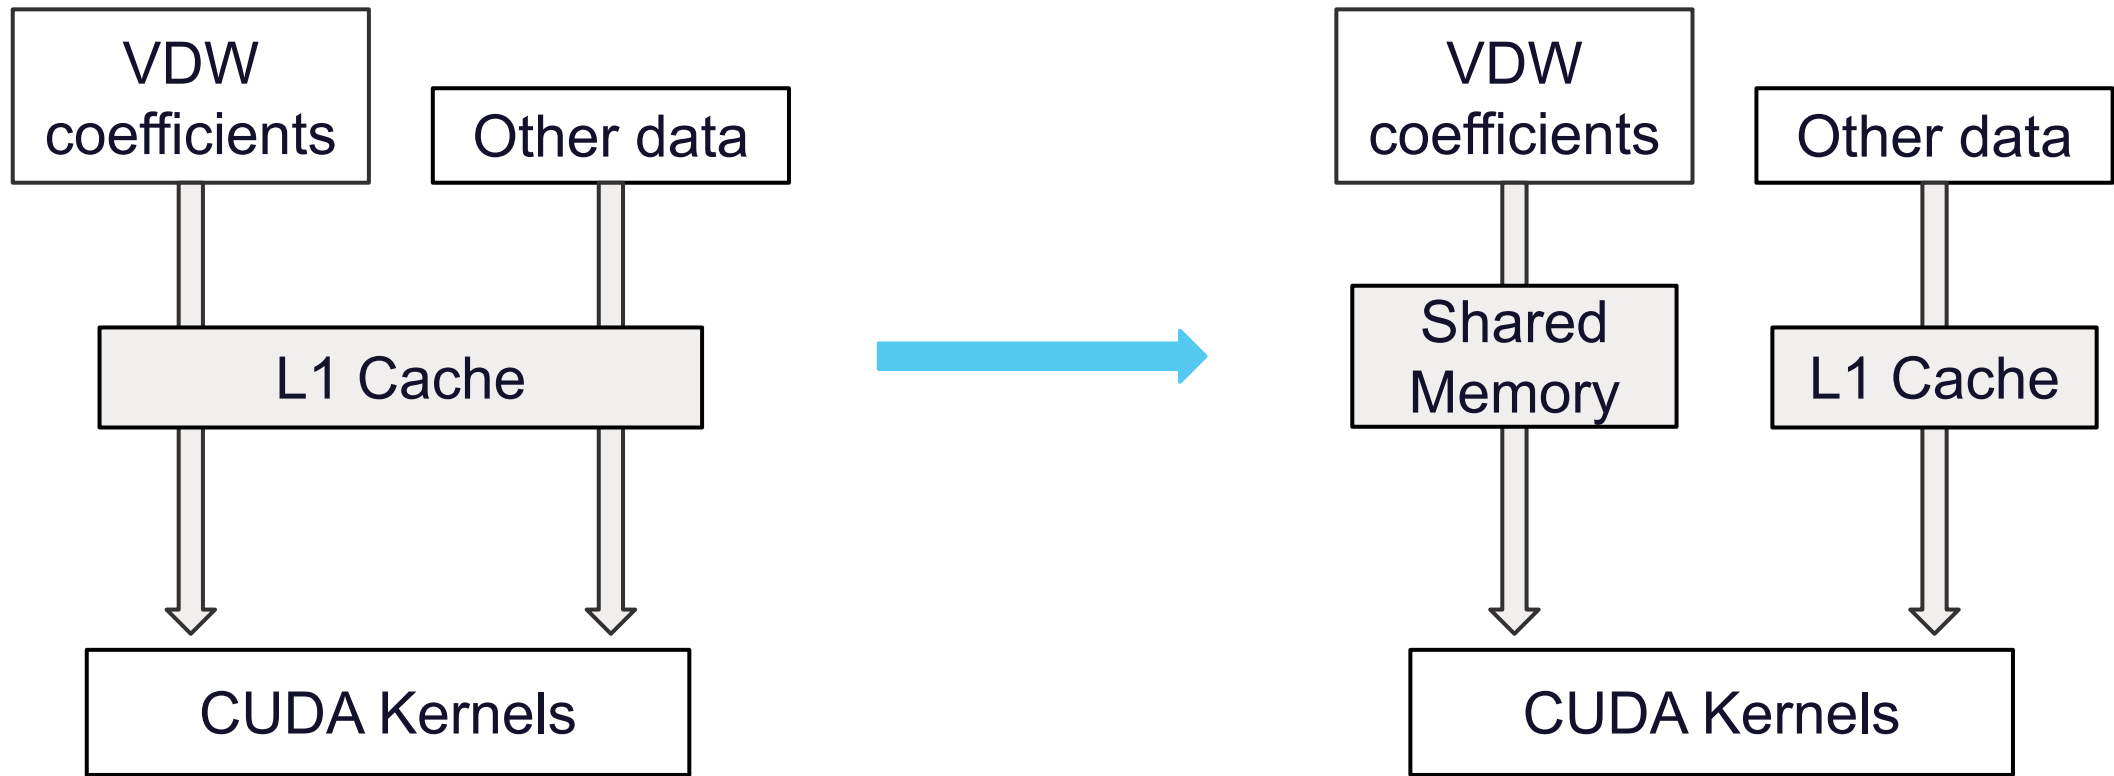 VDW
coefficients
Other data
L1 Cache
CUDA Kernels
VDW
coefficients
Other data
Shared
Memory
L1 Cache
CUDA Kernels